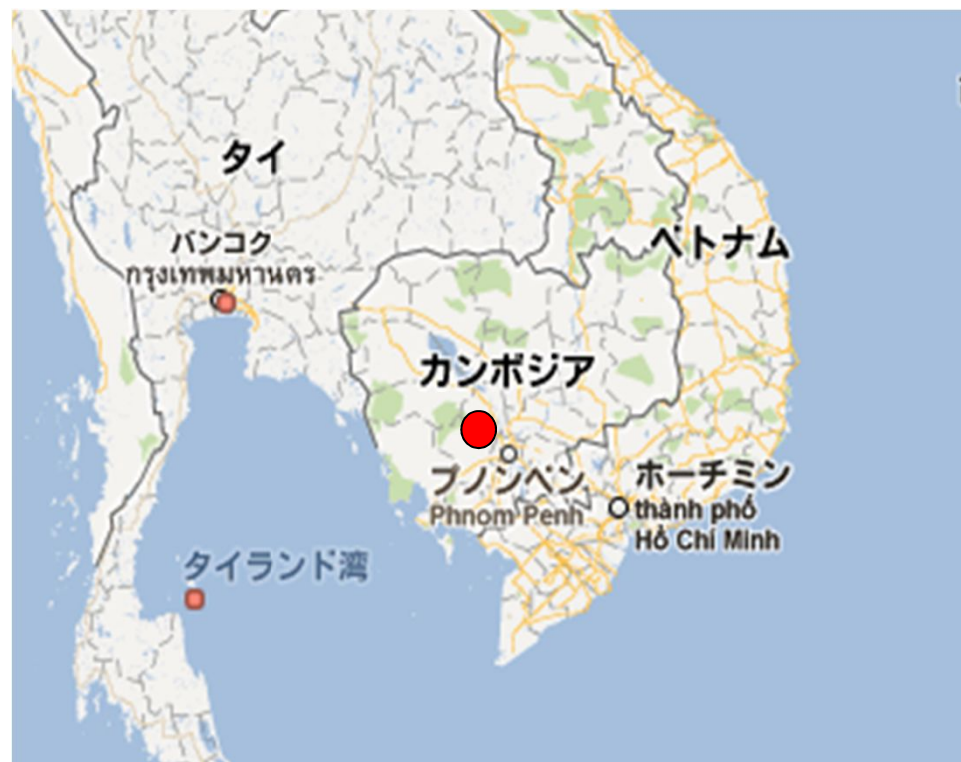 タイ
バンコク
กรุงเทพมหานคร
ベトナム
カンボジア
プノンペン
Phnom Penh
ホーチミン
thành phố
Hồ Chí Minh
タイランド湾